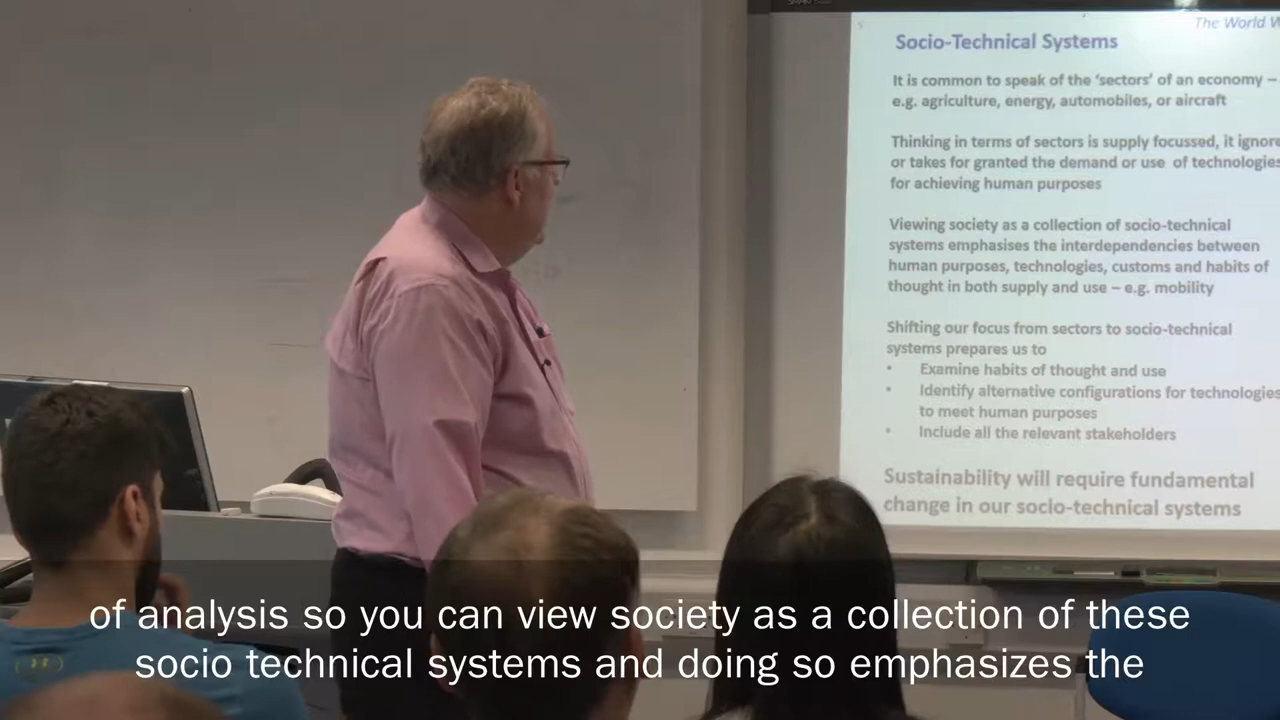 The World W
Socio-Technical Systems
It is common to speak of the ‘sectors’ of an economy –
e.g. agriculture, energy, automobiles, or aircraft
Thinking in terms of sectors is supply focussed, it ignore
or takes for granted the demand or use of technologies
for achieving human purposes
Viewing society as a collection of socio-technical
systems emphasises the interdependencies between
human purposes, technologies, customs and habits of
thought in both supply and use – e.g. mobility
Shifting our focus from sectors to socio-technical
systems prepares us to
• Examine habits of thought and use
• Identify alternative configurations for technologies
to meet human purposes
• Include all the relevant stakeholders
Sustainability will require fundamental
change in our socio-technical systems
of analysis so you can view society as a collection of these
socio technical systems and doing so emphasizes the